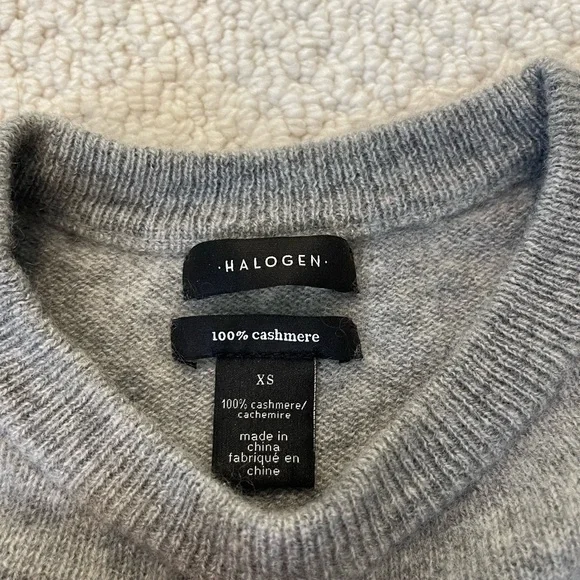 ·HALOGEN·
100% cashmere
XS
100% cashmere/
cachemire
made in
china
fabriqué en
chine